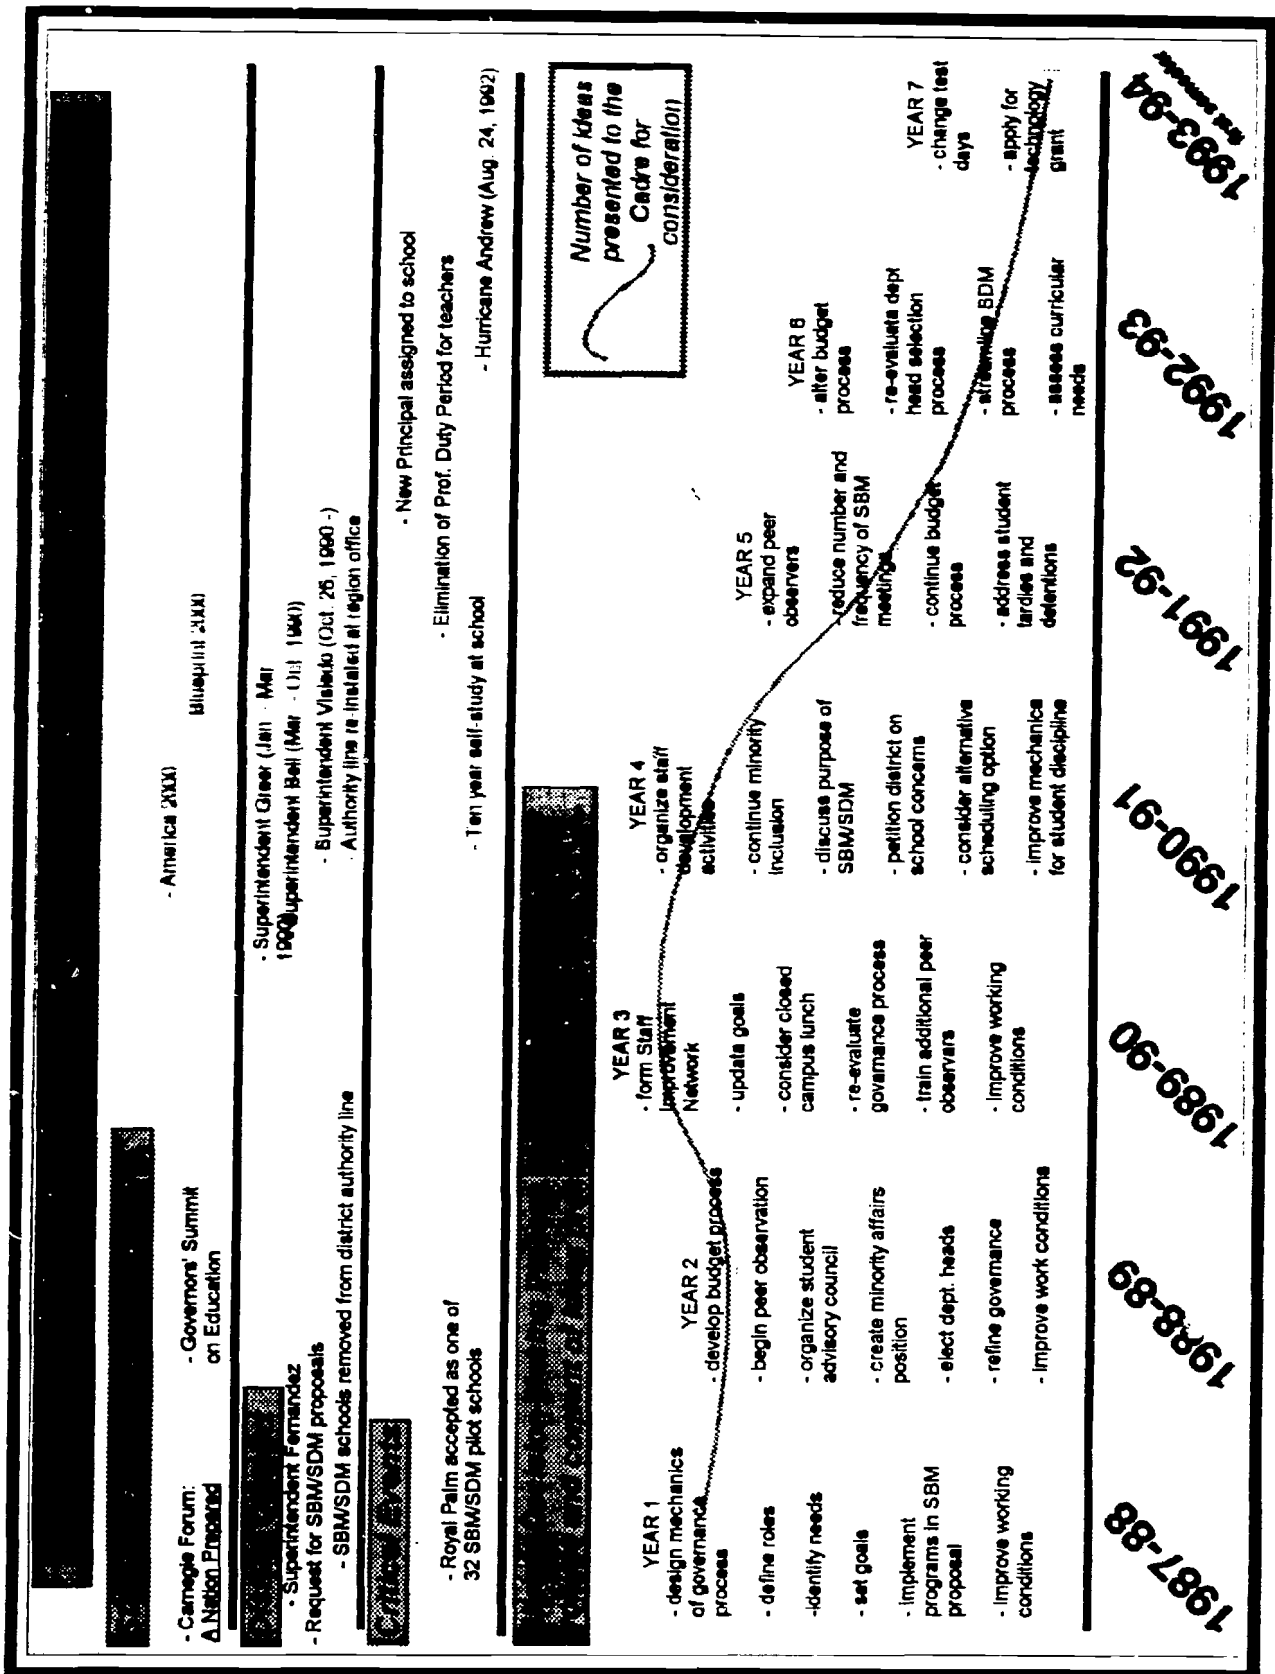 - Carnegie Forum:
A Nation Prepared
- Governors' Summit
on Education
- America 2000
Blueprint 2000
- Superintendent Fernandez
- Request for SBM/SDM proposals
- SBM/SDM schools removed from district authority line
- Superintendent Greer (Jan - Mar
1990)
Superintendent Bell (Mar - Oct 1990)
- Superintendent Visiedo (Oct. 26, 1990 -)
- Authority line re-instated at region office
Critical Events
- Royal Palm accepted as one of
32 SBM/SDM pilot schools
- Ten year self-study at school
- New Principal assigned to school
- Elimination of Prof. Duty Period for teachers
- Hurricane Andrew (Aug. 24, 1992)
Number of Ideas
presented to the
Cadre for
consideration
YEAR 1
- design mechanics
of governance
process
- define roles
-identify needs
- set goals
- implement
programs in SBM
proposal
- Improve working
conditions
YEAR 2
- develop budget process
- begin peer observation
- organize student
advisory council
- create minority affairs
position
- elect dept. heads
- refine governance
- Improve work conditions
YEAR 3
- form Staff
Improvement
Network
- update goals
- consider closed
campus lunch
- re-evaluate
governance process
- train additional peer
observers
- Improve working
conditions
YEAR 4
- organize staff
development
activities
- continue minority
inclusion
- discuss purpose of
SBM/SDM
- petition district on
school concerns
- consider alternative
scheduling option
- improve mechanics
for student discipline
YEAR 5
- expand peer
observers
-reduce number and
frequency of SBM
meetings
- continue budget
process
- address student
tardies and
detentions
YEAR 6
- alter budget
process
- re-evaluate dept
head selection
process
- streamling BDM
process
- assess curricular
needs
YEAR 7
- change test
days
- apply for
technology
grant
1987-88
1988-89
1989-90
1990-91
1991-92
1992-93
1993-94
first semester